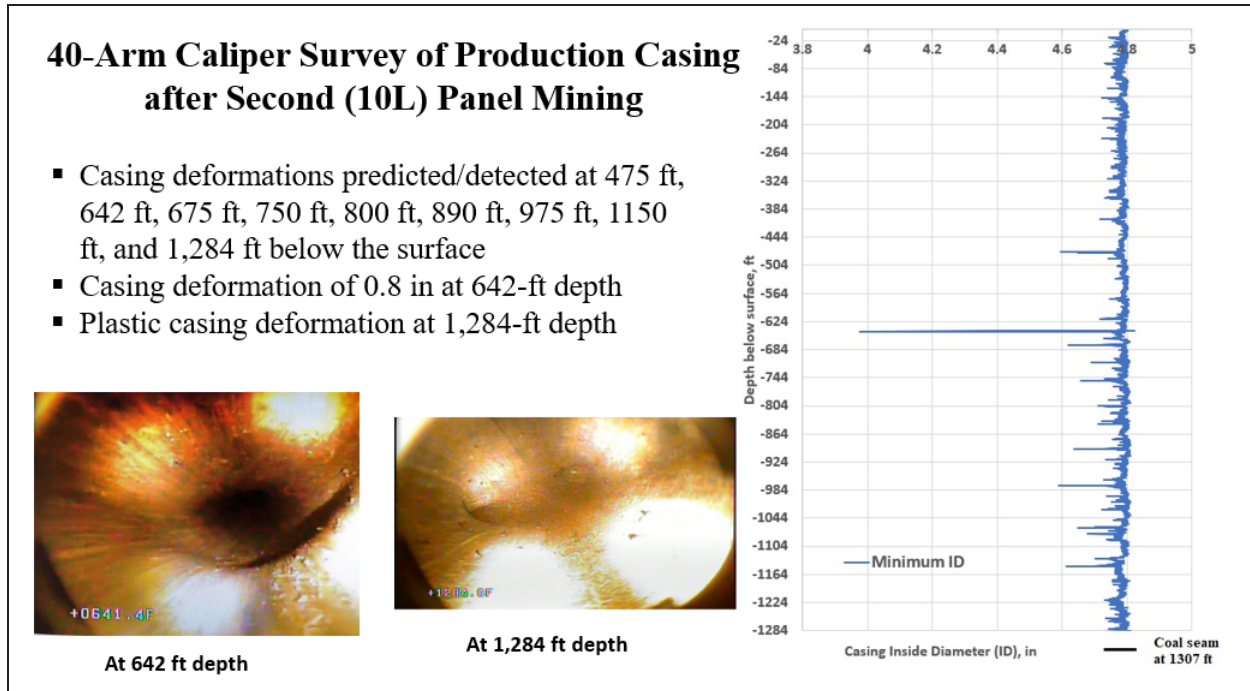 40-Arm Caliper Survey of Production Casing
after Second (10L) Panel Mining
▪ Casing deformations predicted/detected at 475 ft,
642 ft, 675 ft, 750 ft, 800 ft, 890 ft, 975 ft, 1150
ft, and 1,284 ft below the surface
▪ Casing deformation of 0.8 in at 642-ft depth
▪ Plastic casing deformation at 1,284-ft depth
+0641.4F
At 642 ft depth
At 1,284 ft depth
3.8 4 4.2 4.4 4.6 4.8 5
-24
-84
-144
-204
-264
-324
-384
-444
-504
-564
-624
-684
-744
-804
-864
-924
-984
-1044
-1104
-1164
-1224
-1284
Depth below surface, ft
Minimum ID
Casing Inside Diameter (ID), in
Coal seam
at 1307 ft